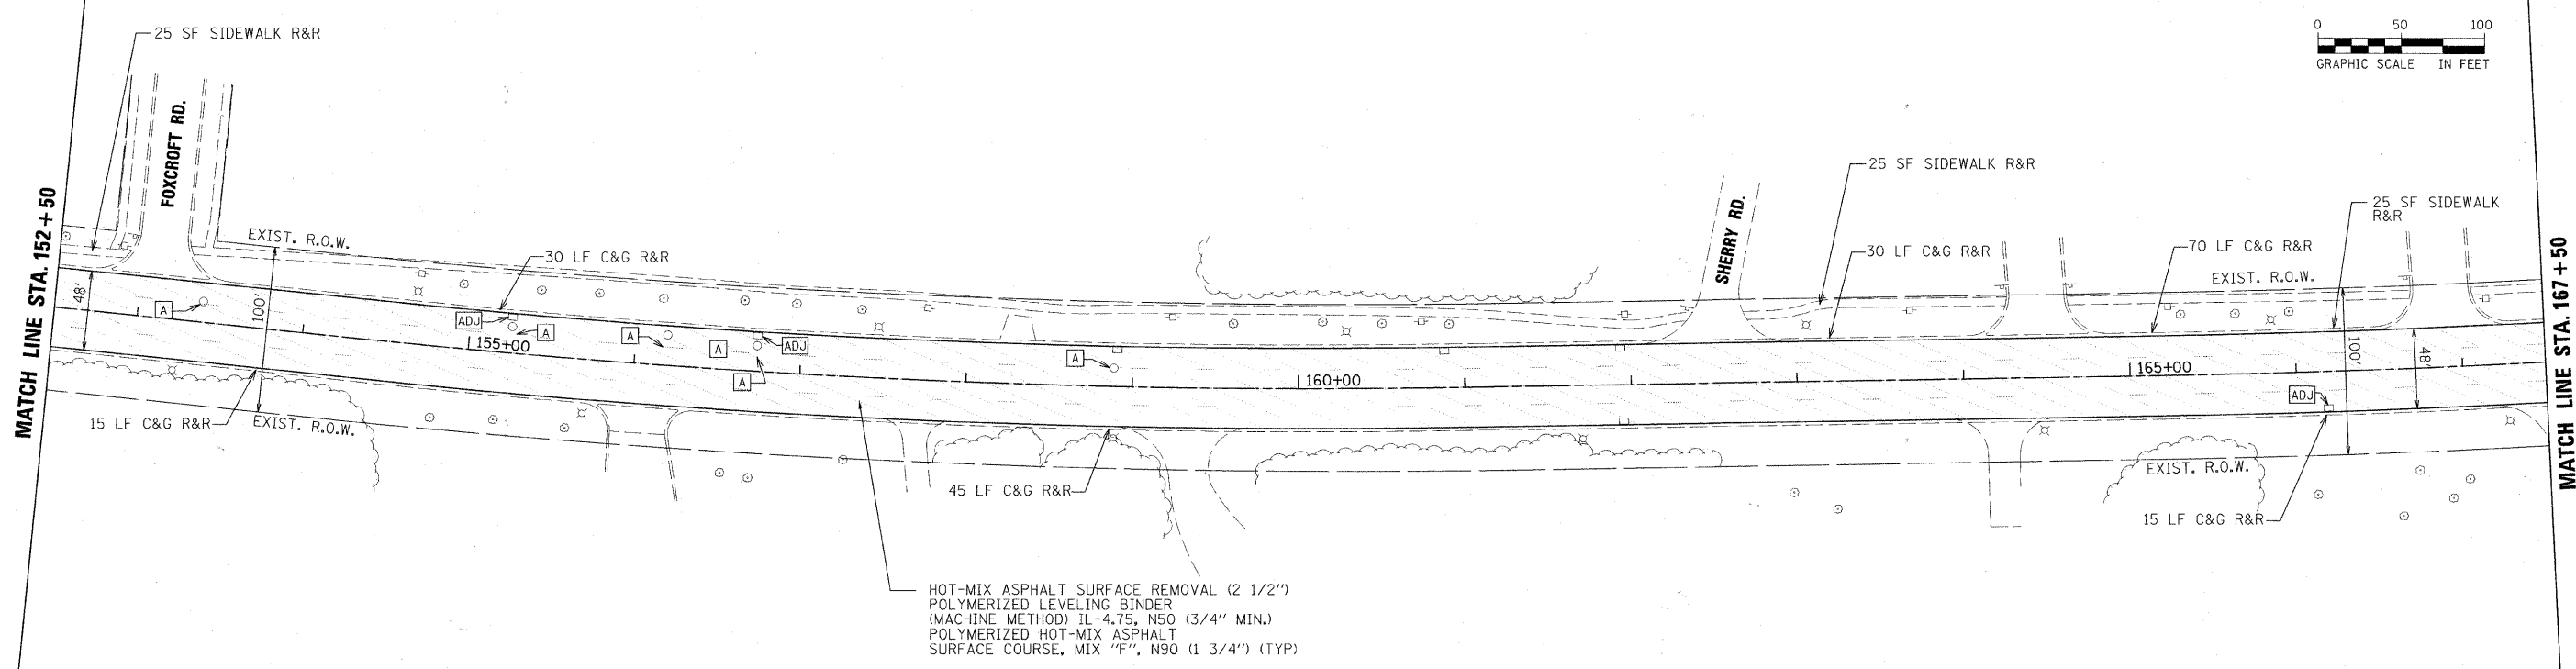 25 SF SIDEWALK R&R
0 50 100
GRAPHIC SCALE IN FEET
FOXCROFT RD.
25 SF SIDEWALK R&R
MATCH LINE STA. 152+50
EXIST. R.O.W.
30 LF C&G R&R
SHERRY RD.
30 LF C&G R&R
70 LF C&G R&R
25 SF SIDEWALK
R&R
EXIST. R.O.W.
MATCH LINE STA. 167+50
48'
100'
A
ADJ
A
A
A
ADJ
A
A
155+00
160+00
165+00
100'
48'
ADJ
15 LF C&G R&R
EXIST. R.O.W.
45 LF C&G R&R
EXIST. R.O.W.
15 LF C&G R&R
HOT-MIX ASPHALT SURFACE REMOVAL (2 1/2")
POLYMERIZED LEVELING BINDER
(MACHINE METHOD) IL-4.75, N50 (3/4" MIN.)
POLYMERIZED HOT-MIX ASPHALT
SURFACE COURSE, MIX "F", N90 (1 3/4") (TYP)